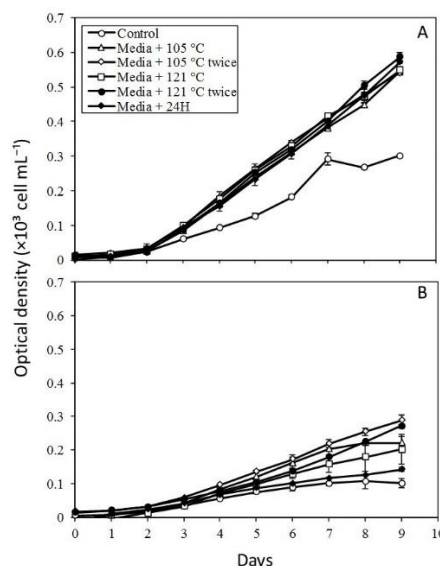 A
Control
Media + 105 °C
Media + 105 °C twice
Media + 121 °C
Media + 121 °C twice
Media + 24H
0.7
0.6
0.5
0.4
0.3
0.2
0.1
0
B
0.7
0.6
0.5
0.4
0.3
0.2
0.1
0
0 1 2 3 4 5 6 7 8 9 10
Optical density (×10³ cell mL⁻¹)
Days